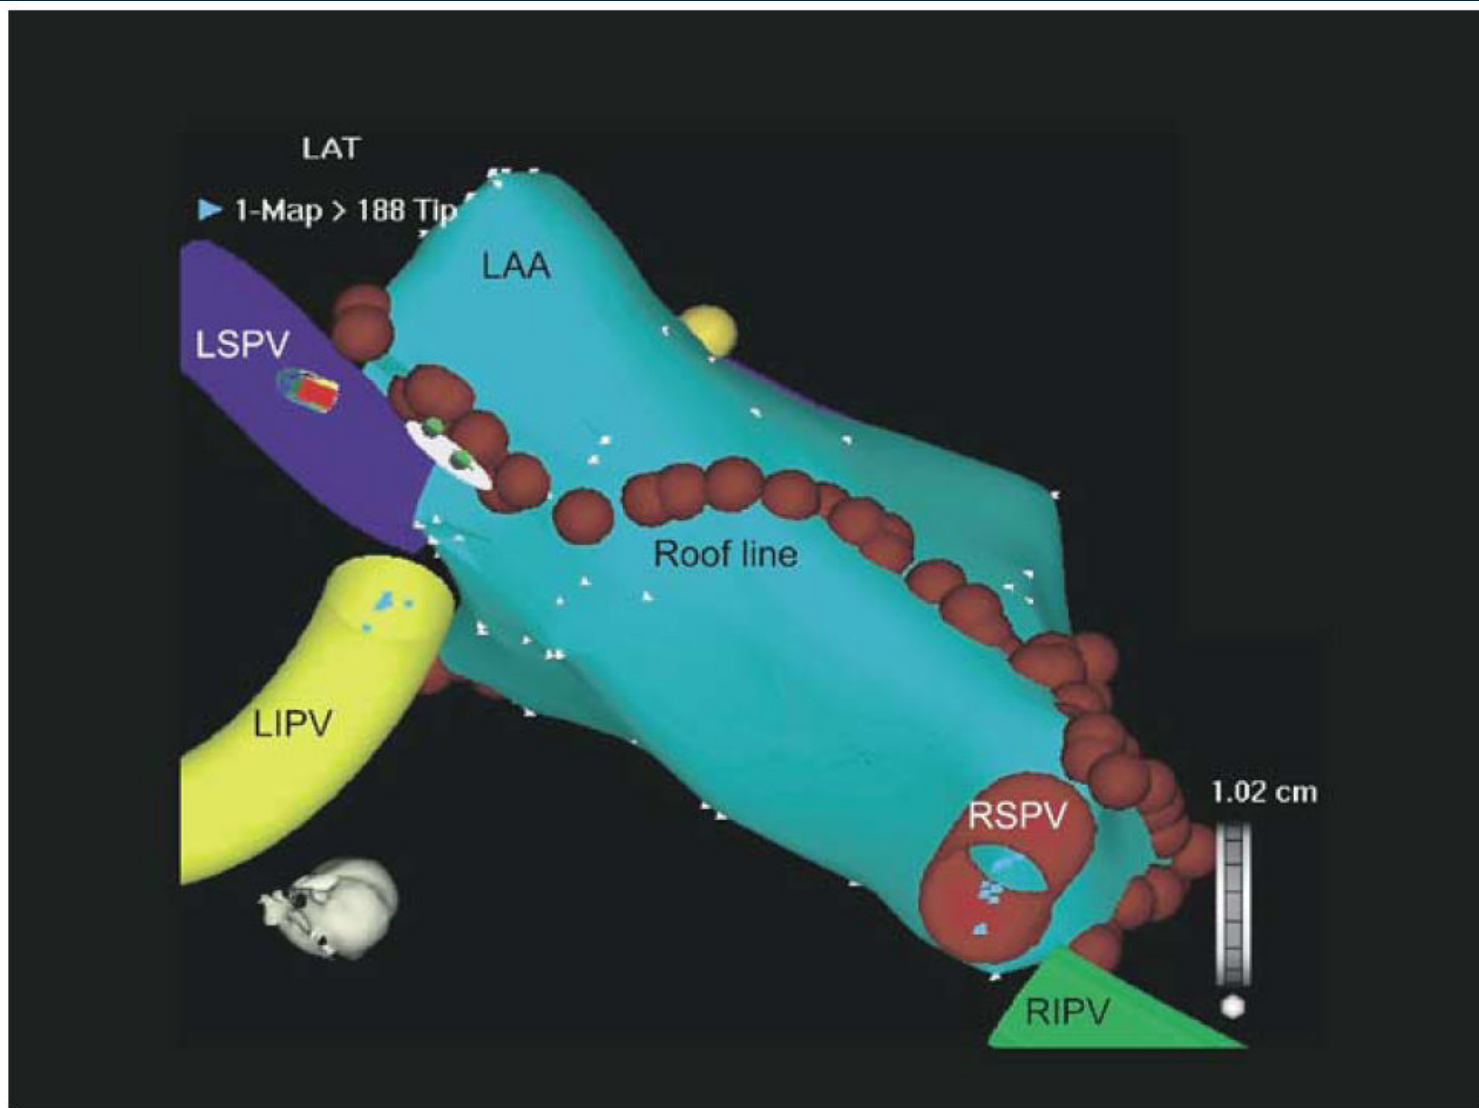 LAT
1-Map > 188 Tip
LAA
LSPV
Roof line
LIPV
1.02 cm
RSPV
RIPV